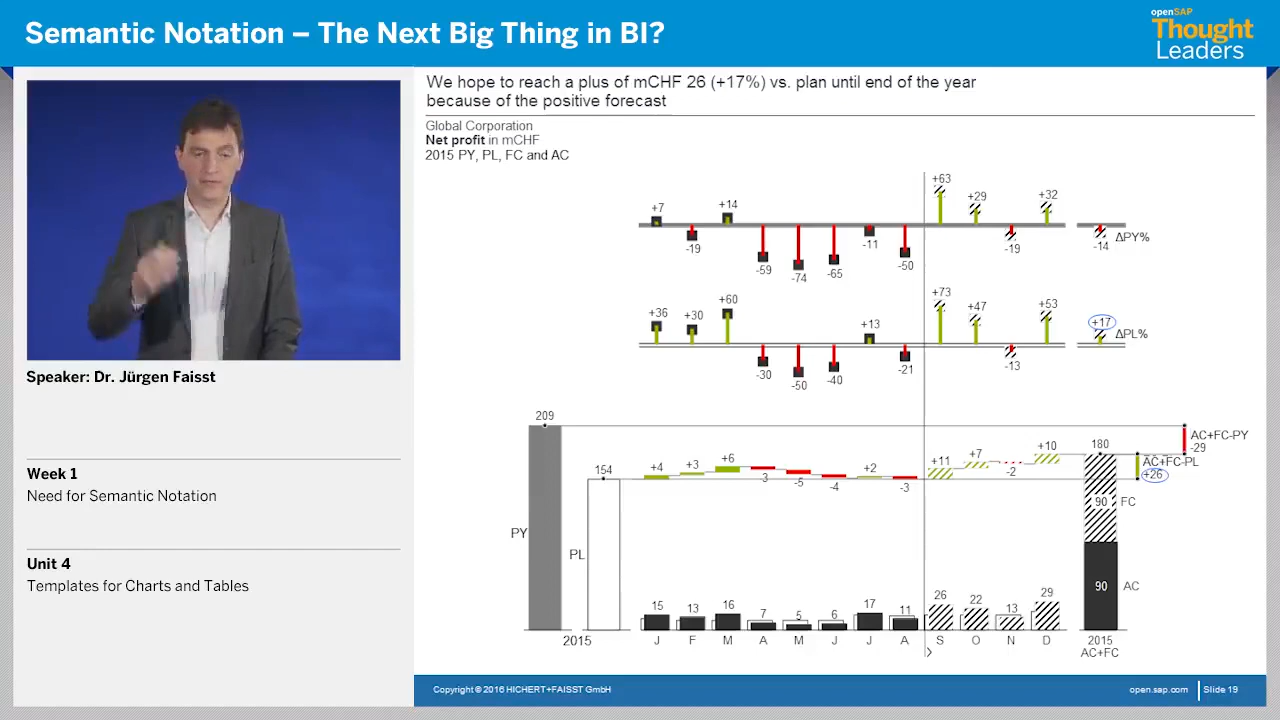 Semantic Notation – The Next Big Thing in BI?
openSAP
Thought
Leaders
Speaker: Dr. Jürgen Faisst
Week 1
Need for Semantic Notation
Unit 4
Templates for Charts and Tables
We hope to reach a plus of mCHF 26 (+17%) vs. plan until end of the year
because of the positive forecast
Global Corporation
Net profit in mCHF
2015 PY, PL, FC and AC
+7 -19 +14 -59 -74 -65 -11 -50 +63 +29 -19 +32 -14 ΔPY%
+36 +30 +60 -30 -50 -40 +13 -21 +73 +47 -13 +53 +17 ΔPL%
209
154
+4 +3 +6 -3 -5 -4 +2 -3 +11 +7 -2 +10
180
AC+FC-PY
-29
AC+FC-PL
+26
90 FC
PY
PL
90 AC
15 13 16 7 5 6 17 11 26 22 13 29
2015 J F M A M J J A S O N D 2015
AC+FC
Copyright © 2016 HICHERT+FAISST GmbH
open.sap.com Slide 19